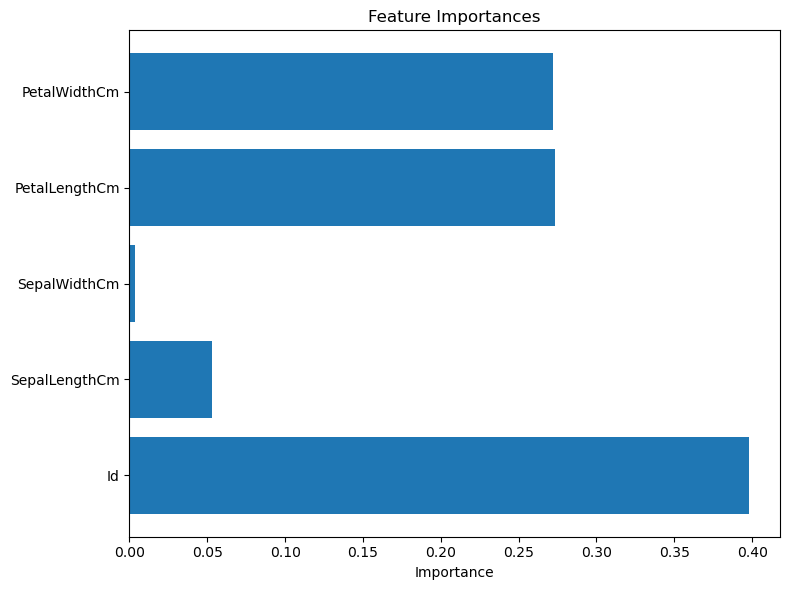 Feature Importances
PetalWidthCm
PetalLengthCm
SepalWidthCm
SepalLengthCm
Id
0.00 0.05 0.10 0.15 0.20 0.25 0.30 0.35 0.40
Importance